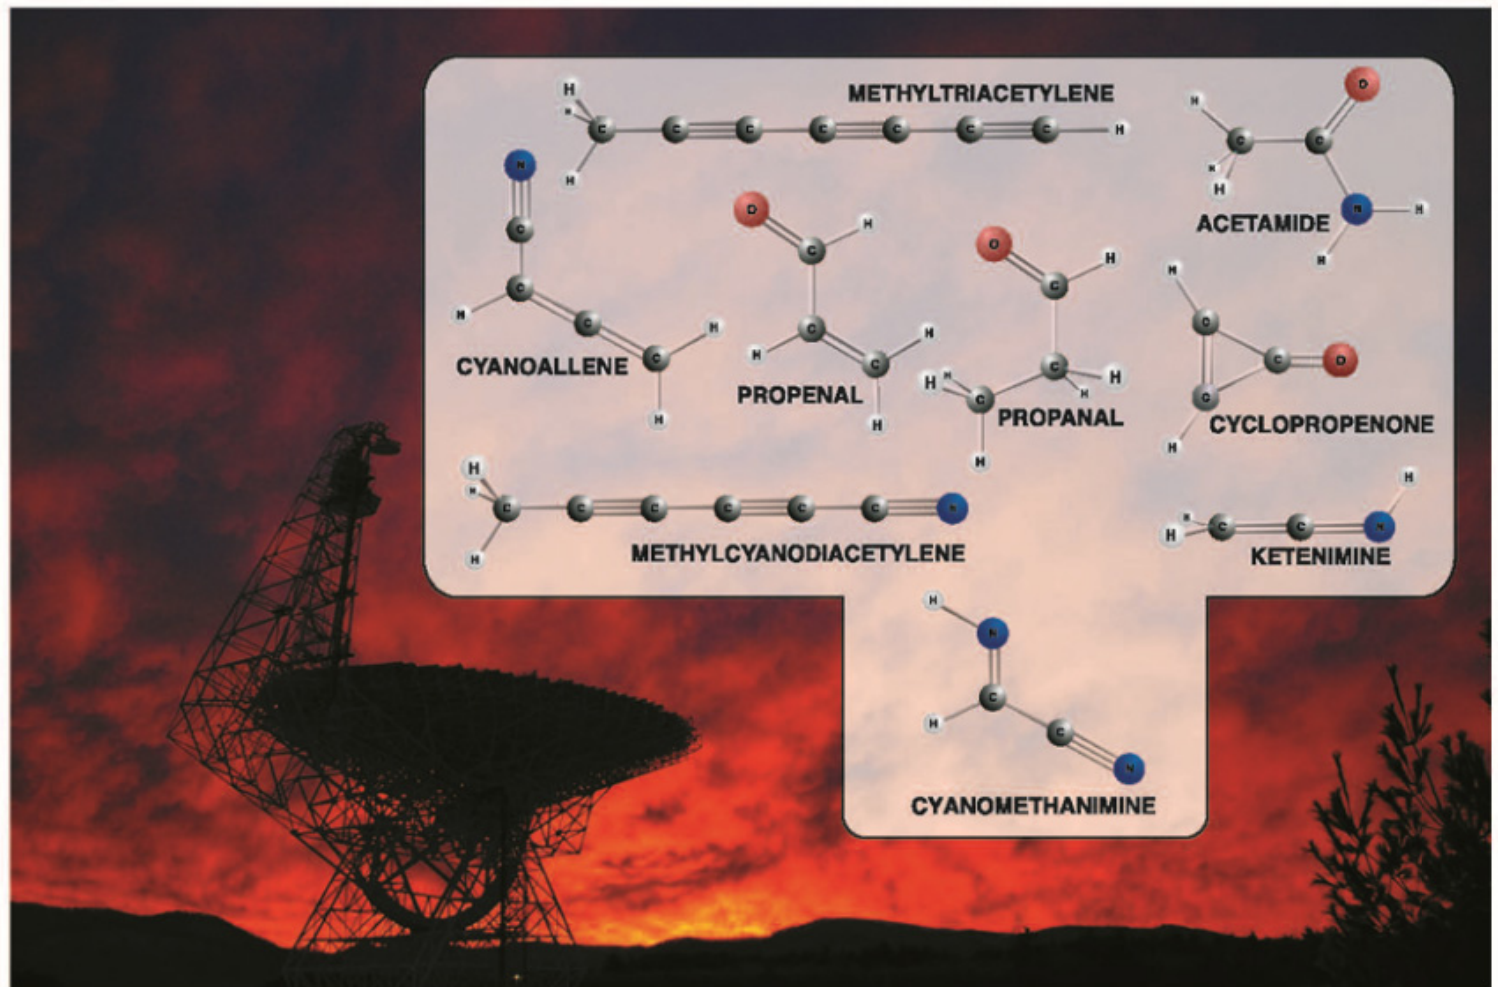 METHYLTRIACETYLENE
ACETAMIDE
CYANOALLENE
PROPENAL
PROPANAL
CYCLOPROPENONE
METHYLCYANODIACETYLENE
KETENIMINE
CYANOMETHANIMINE